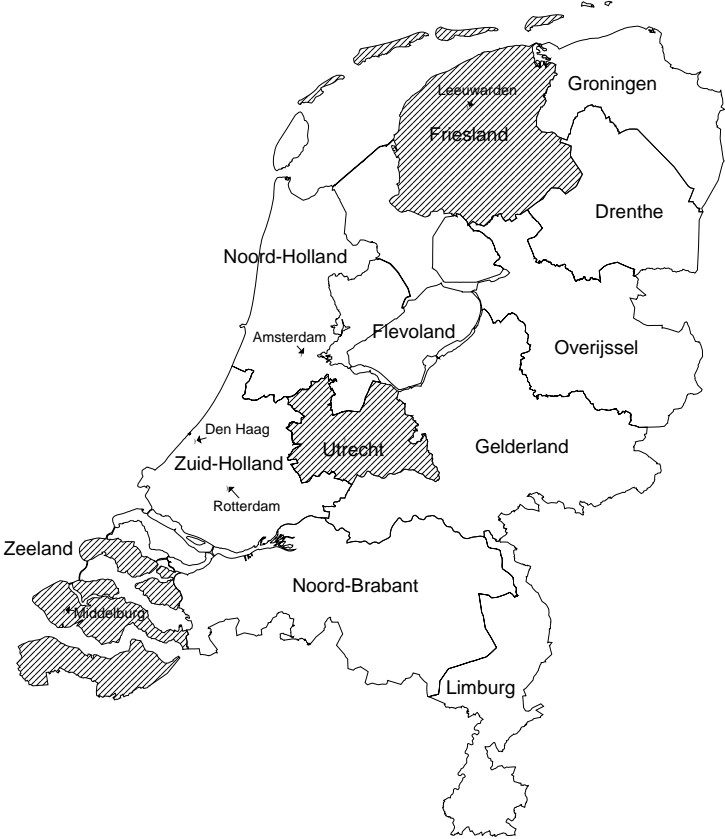 Groningen
Leeuwarden
Friesland
Drenthe
Noord-Holland
Flevoland
Amsterdam
Overijssel
Den Haag
Utrecht
Gelderland
Zuid-Holland
Rotterdam
Zeeland
Noord-Brabant
Middelburg
Limburg